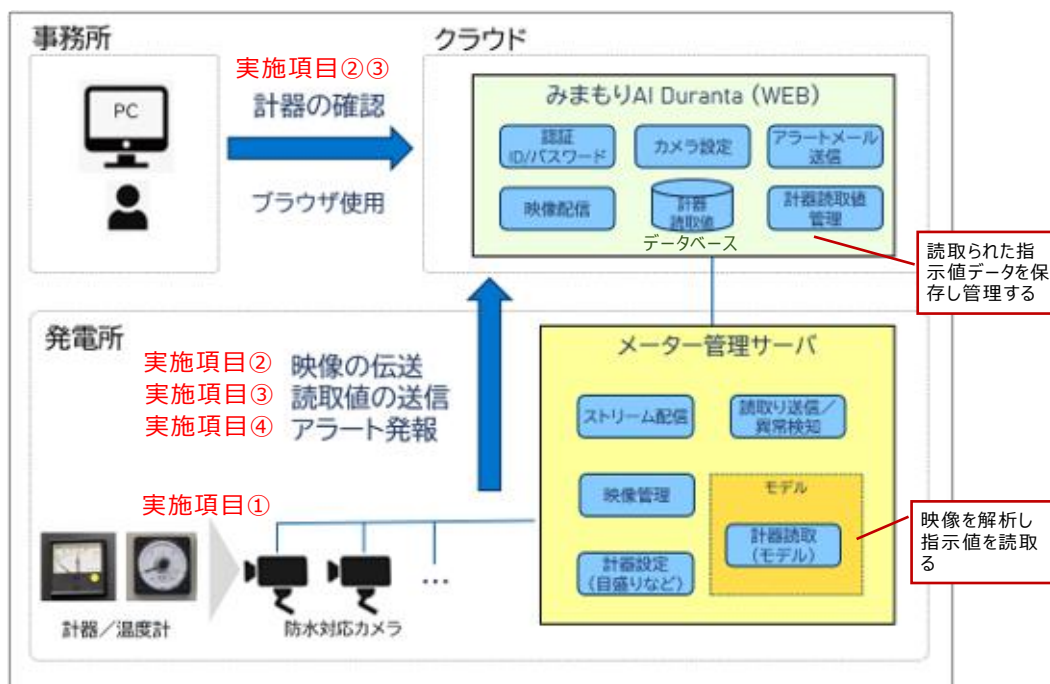 事務所
PC
実施項目②③
計器の確認
ブラウザ使用
クラウド
みまもりAI Duranta（WEB）
認証
ID/パスワード
カメラ設定
アラートメール
送信
映像配信
計器
読取値
データベース
計器読取値
管理
読取られた指
示値データを保
存し管理する
発電所
実施項目② 映像の伝送
実施項目③ 読取値の送信
実施項目④ アラート発報
実施項目①
計器／温度計
防水対応カメラ
…
メーター管理サーバ
ストリーム配信
読取り送信／
異常検知
映像管理
計器設定
（目盛りなど）
モデル
計器読取
（モデル）
映像を解析し
指示値を読取
る